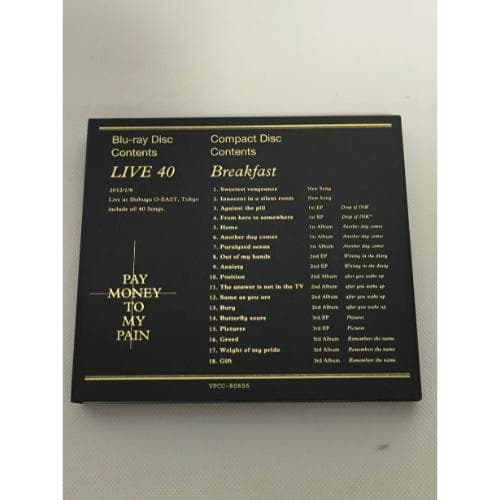 Blu-ray Disc
Contents
LIVE 40
2012/1/6
Live at Shibuya O-EAST, Tokyo
include all 40 Songs.
PAY
MONEY
TO
MY
PAIN
Compact Disc
Contents
Breakfast
1. Sweetest vengeance New Song
2. Innocent in a silent room New Song
3. Against the pill 1st EP Drop of INK
4. From here to somewhere 1st EP Drop of INK
5. Home 1st Album Another day comes
6. Another day comes 1st Album Another day comes
7. Paralyzed ocean 1st Album Another day comes
8. Out of my hands 2nd EP Writing in the diary
9. Anxiety 2nd EP Writing in the diary
10. Position 2nd Album after you wake up
11. The answer is not in the TV 2nd Album after you wake up
12. Same as you are 2nd Album after you wake up
13. Bury 2nd Album after you wake up
14. Butterfly scars 3rd EP Pictures
15. Pictures 3rd EP Pictures
16. Greed 3rd Album Remember the name
17. Weight of my pride 3rd Album Remember the name
18. Gift 3rd Album Remember the name
VPCC-80656